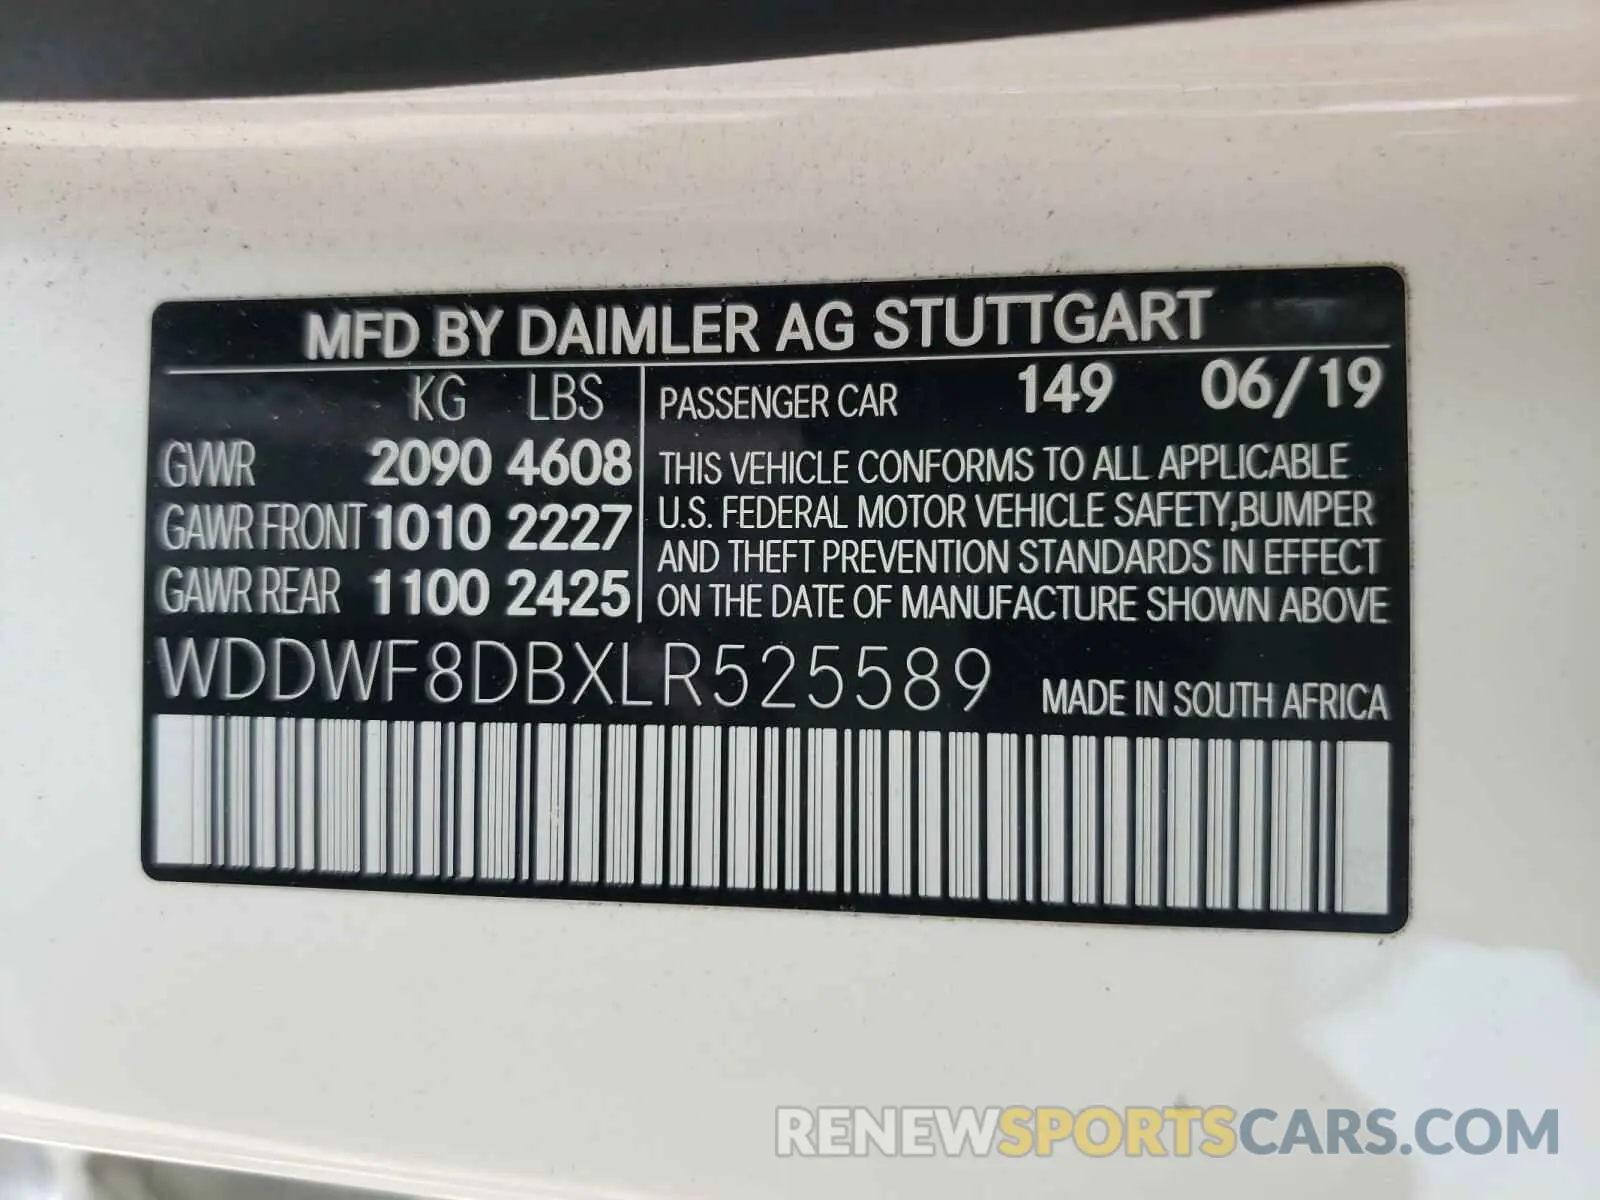 MFD BY DAIMLER AG STUTTGART
KG LBS
GVWR 2090 4608
GAWR FRONT 1010 2227
GAWR REAR 1100 2425
PASSENGER CAR 149 06/19
THIS VEHICLE CONFORMS TO ALL APPLICABLE
U.S. FEDERAL MOTOR VEHICLE SAFETY,BUMPER
AND THEFT PREVENTION STANDARDS IN EFFECT
ON THE DATE OF MANUFACTURE SHOWN ABOVE
WDDWF8DBXLR525589 MADE IN SOUTH AFRICA
RENEWSPORTSCARS.COM